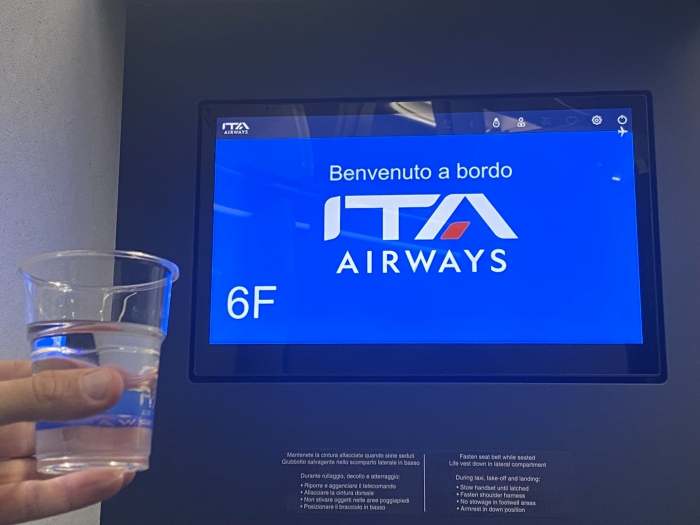 ITA
AIRWAYS
Benvenuto a bordo
ITA
AIRWAYS
6F
Mantenete la cintura allacciata quando siete seduti
Giubbotto salvagente nello scomparto laterale in basso
Durante rullaggio, decollo e atterraggio:
• Riporre e agganciare il telecomando
• Allacciare la cintura dorsale
• Non stivare oggetti nelle aree poggiapiedi
• Posizionare il bracciolo in basso
Fasten seat belt while seated
Life vest down in lateral compartment
During taxi, take-off and landing:
• Stow handset until latched
• Fasten shoulder harness
• No stowage in footwell areas
• Armrest in down position